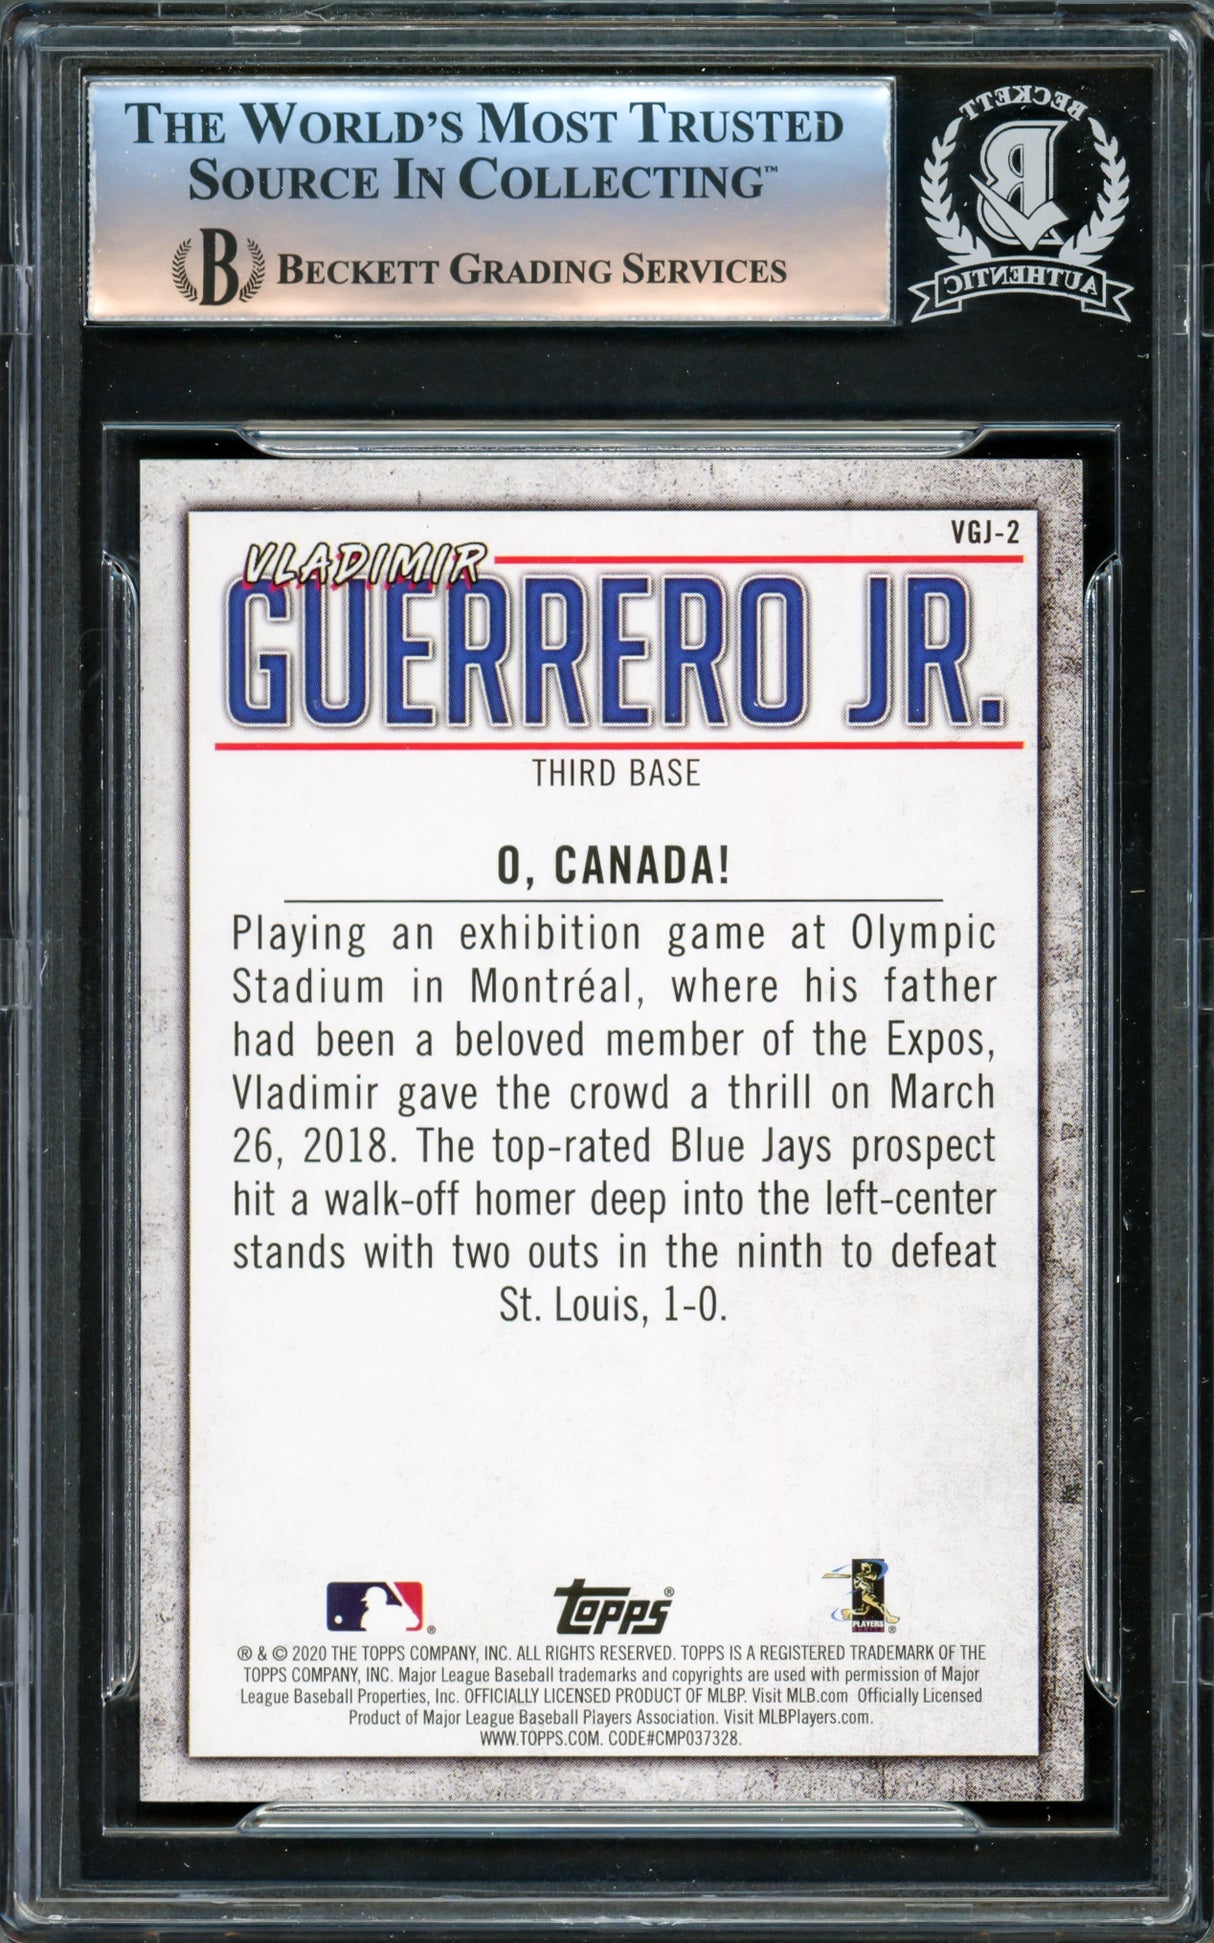 THE WORLD'S MOST TRUSTED
SOURCE IN COLLECTING™
B BECKETT GRADING SERVICES
BECKETT
B
AUTHENTIC
VGJ-2
VLADIMIR
GUERRERO JR.
THIRD BASE
O, CANADA!
Playing an exhibition game at Olympic
Stadium in Montréal, where his father
had been a beloved member of the Expos,
Vladimir gave the crowd a thrill on March
26, 2018. The top-rated Blue Jays prospect
hit a walk-off homer deep into the left-center
stands with two outs in the ninth to defeat
St. Louis, 1-0.
®
topps®
PLAYERS ®
® & © 2020 THE TOPPS COMPANY, INC. ALL RIGHTS RESERVED. TOPPS IS A REGISTERED TRADEMARK OF THE
TOPPS COMPANY, INC. Major League Baseball trademarks and copyrights are used with permission of Major
League Baseball Properties, Inc. OFFICIALLY LICENSED PRODUCT OF MLBP. Visit MLB.com Officially Licensed
Product of Major League Baseball Players Association. Visit MLBPlayers.com.
WWW.TOPPS.COM. CODE#CMP037328.